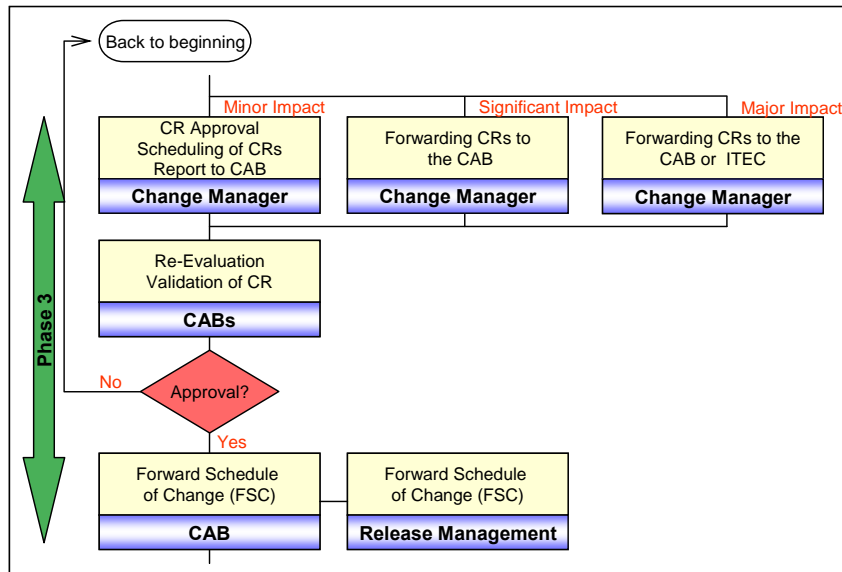 Back to beginning
Minor Impact
Significant Impact
Major Impact
CR Approval
Scheduling of CRs
Report to CAB
Change Manager
Forwarding CRs to
the CAB
Change Manager
Forwarding CRs to the
CAB or ITEC
Change Manager
Re-Evaluation
Validation of CR
CABs
Phase 3
No
Approval?
Yes
Forward Schedule
of Change (FSC)
CAB
Forward Schedule
of Change (FSC)
Release Management